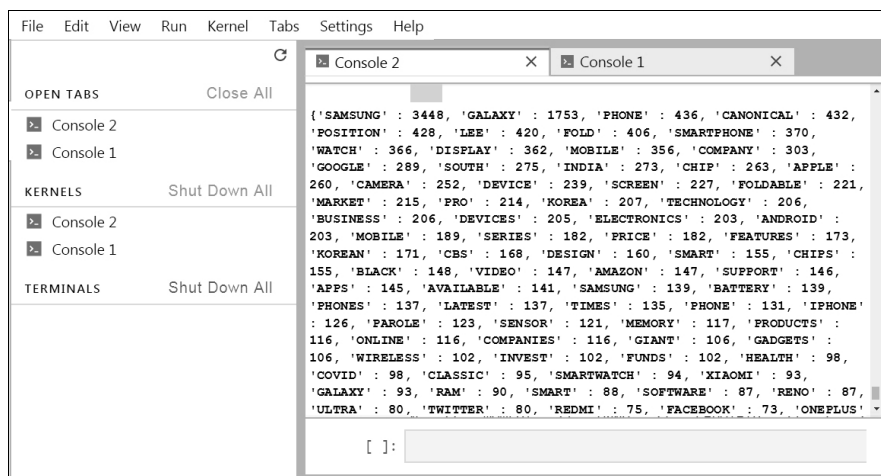 File Edit View Run Kernel Tabs Settings Help
OPEN TABS Close All
Console 2
Console 1
KERNELS Shut Down All
Console 2
Console 1
TERMINALS Shut Down All
Console 2 Console 1
{'SAMSUNG' : 3448, 'GALAXY' : 1753, 'PHONE' : 436, 'CANONICAL' : 432,
'POSITION' : 428, 'LEE' : 420, 'FOLD' : 406, 'SMARTPHONE' : 370,
'WATCH' : 366, 'DISPLAY' : 362, 'MOBILE' : 356, 'COMPANY' : 303,
'GOOGLE' : 289, 'SOUTH' : 275, 'INDIA' : 273, 'CHIP' : 263, 'APPLE' :
260, 'CAMERA' : 252, 'DEVICE' : 239, 'SCREEN' : 227, 'FOLDABLE' : 221,
'MARKET' : 215, 'PRO' : 214, 'KOREA' : 207, 'TECHNOLOGY' : 206,
'BUSINESS' : 206, 'DEVICES' : 205, 'ELECTRONICS' : 203, 'ANDROID' :
203, 'MOBILE' : 189, 'SERIES' : 182, 'PRICE' : 182, 'FEATURES' : 173,
'KOREAN' : 171, 'CBS' : 168, 'DESIGN' : 160, 'SMART' : 155, 'CHIPS' :
155, 'BLACK' : 148, 'VIDEO' : 147, 'AMAZON' : 147, 'SUPPORT' : 146,
'APPS' : 145, 'AVAILABLE' : 141, 'SAMSUNG' : 139, 'BATTERY' : 139,
'PHONES' : 137, 'LATEST' : 137, 'TIMES' : 135, 'PHONE' : 131, 'IPHONE'
: 126, 'PAROLE' : 123, 'SENSOR' : 121, 'MEMORY' : 117, 'PRODUCTS' :
116, 'ONLINE' : 116, 'COMPANIES' : 116, 'GIANT' : 106, 'GADGETS' :
106, 'WIRELESS' : 102, 'INVEST' : 102, 'FUNDS' : 102, 'HEALTH' : 98,
'COVID' : 98, 'CLASSIC' : 95, 'SMARTWATCH' : 94, 'XIAOMI' : 93,
'GALAXY' : 93, 'RAM' : 90, 'SMART' : 88, 'SOFTWARE' : 87, 'RENO' : 87,
'ULTRA' : 80, 'TWITTER' : 80, 'REDMI' : 75, 'FACEBOOK' : 73, 'ONEPLUS'
[ ]: